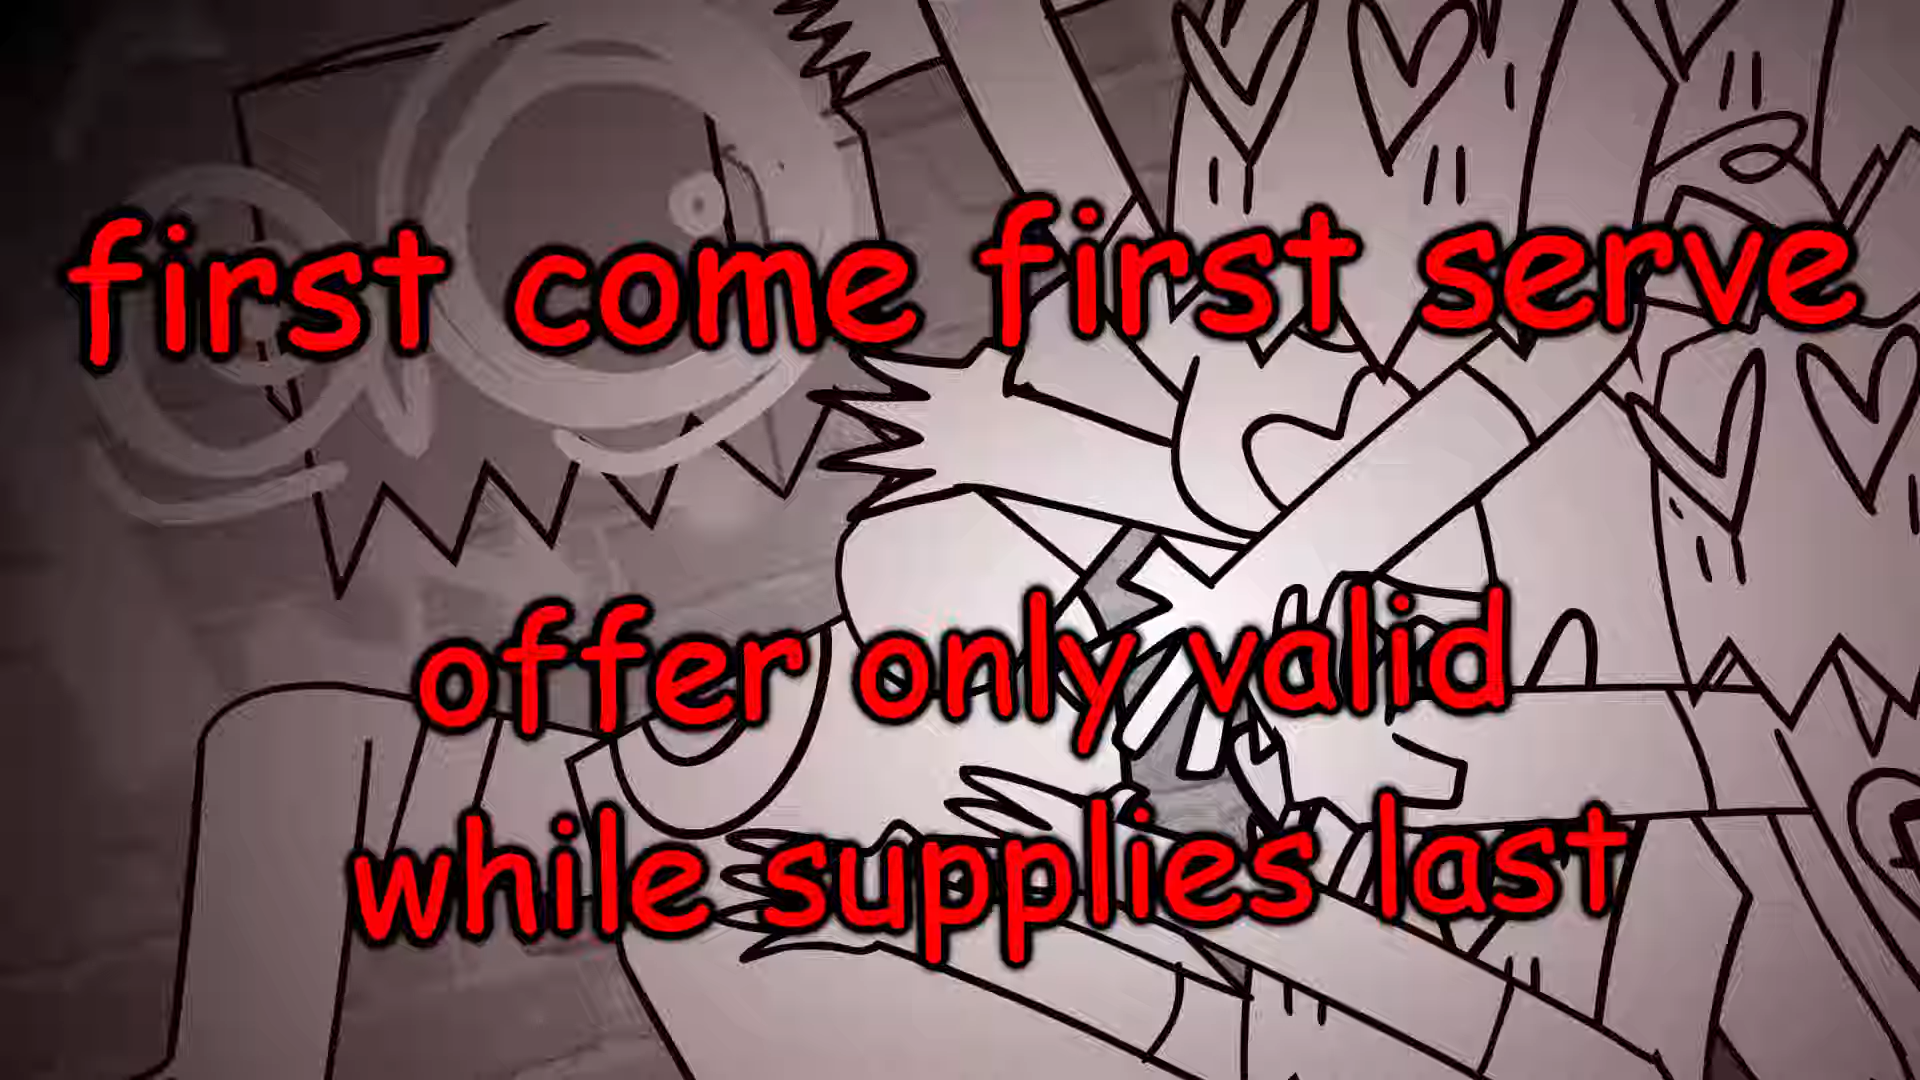 first come first serve
offer only valid
while supplies last